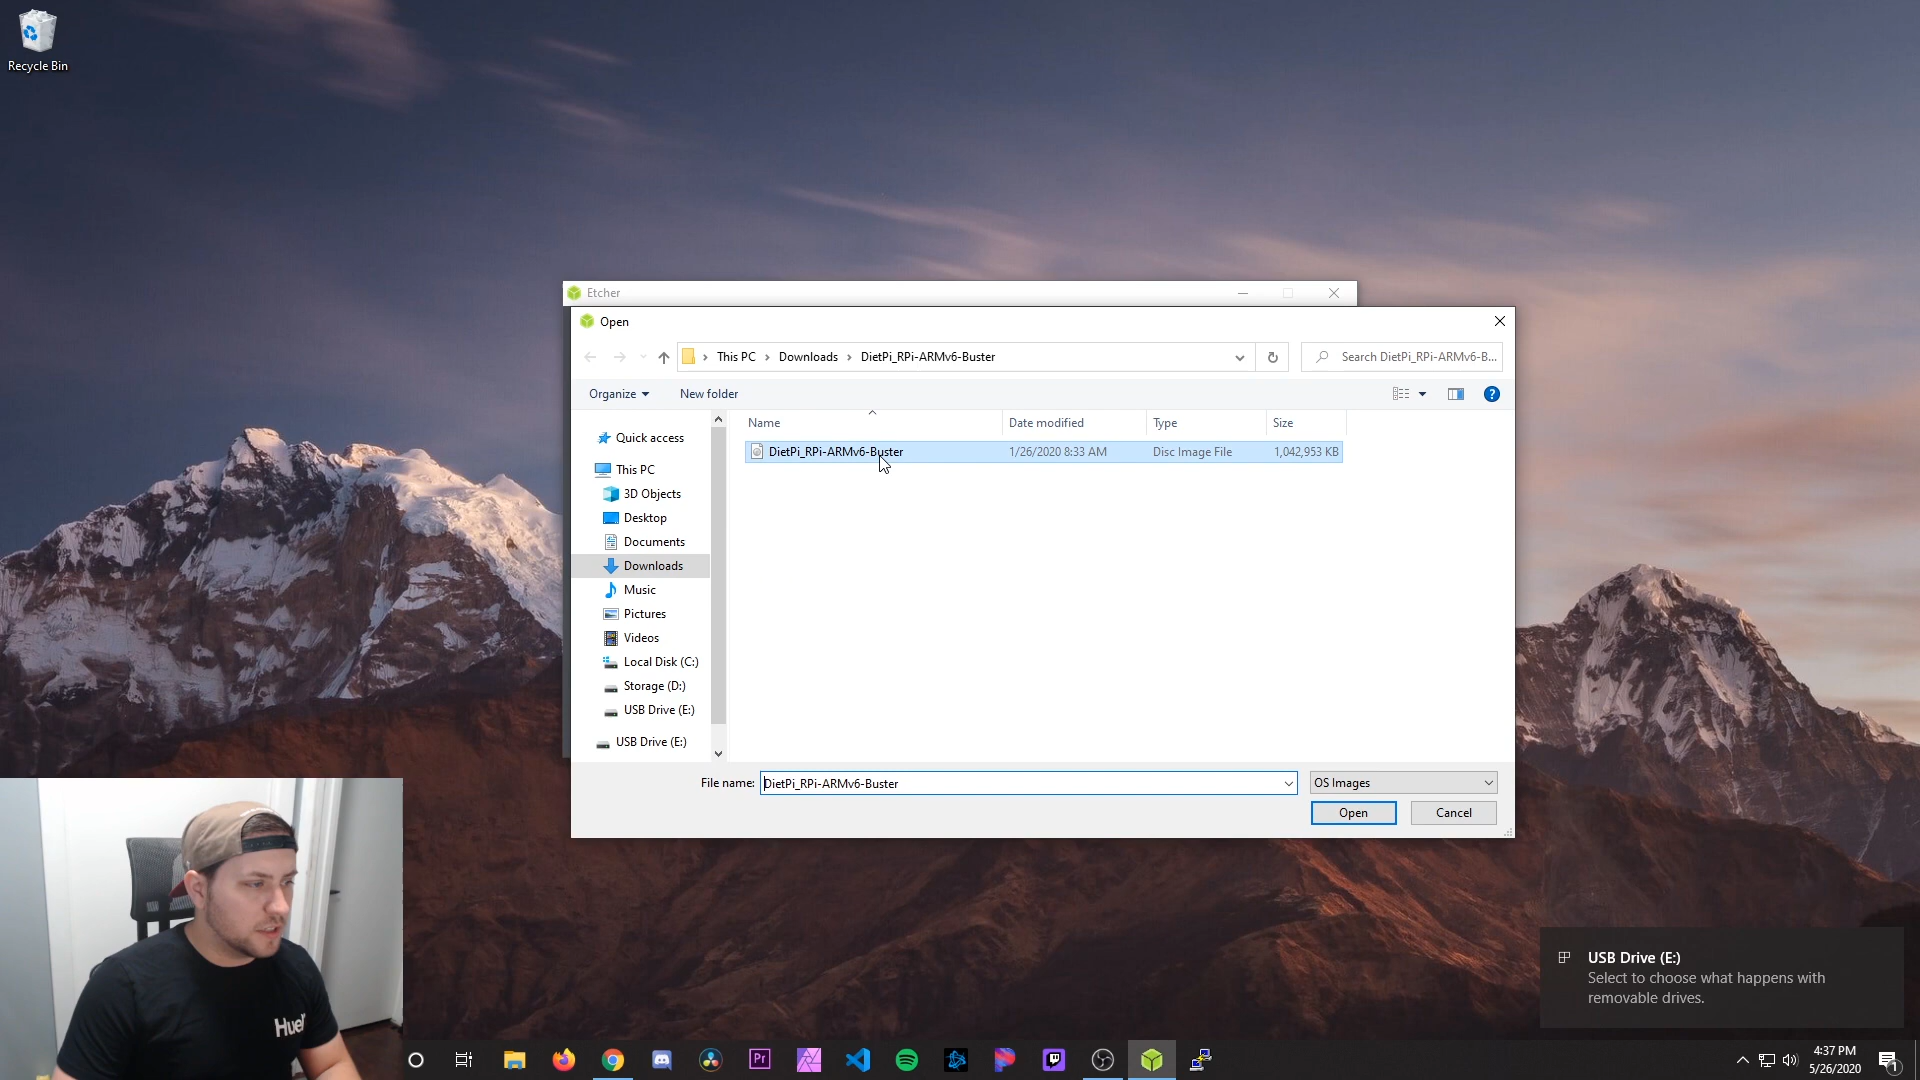 Recycle Bin
Etcher
Open
This PC
Downloads
DietPi_RPi-ARMv6-Buster
Search DietPi_RPi-ARMv6-B...
Organize
New folder
Name
Date modified
Type
Size
Quick access
DietPi_RPi-ARMv6-Buster
1/26/2020 8:33 AM
Disc Image File
1,042,953 KB
This PC
3D Objects
Desktop
Documents
Downloads
Music
Pictures
Videos
Local Disk (C:)
Storage (D:)
USB Drive (E:)
USB Drive (E:)
File name:
DietPi_RPi-ARMv6-Buster
OS Images
Open
Cancel
USB Drive (E:)
Select to choose what happens with
removable drives.
Huel
Pr
4:37 PM
5/26/2020
1